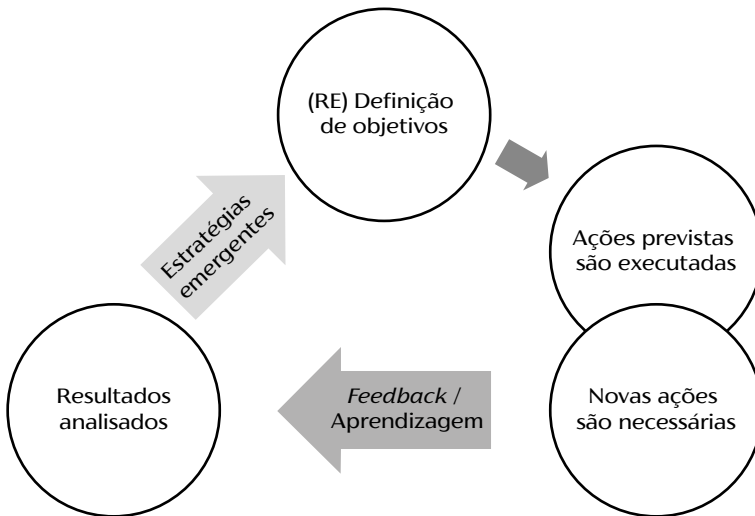 (RE) Definição
de objetivos
Ações previstas
são executadas
Novas ações
são necessárias
Feedback /
Aprendizagem
Resultados
analisados
Estratégias
emergentes